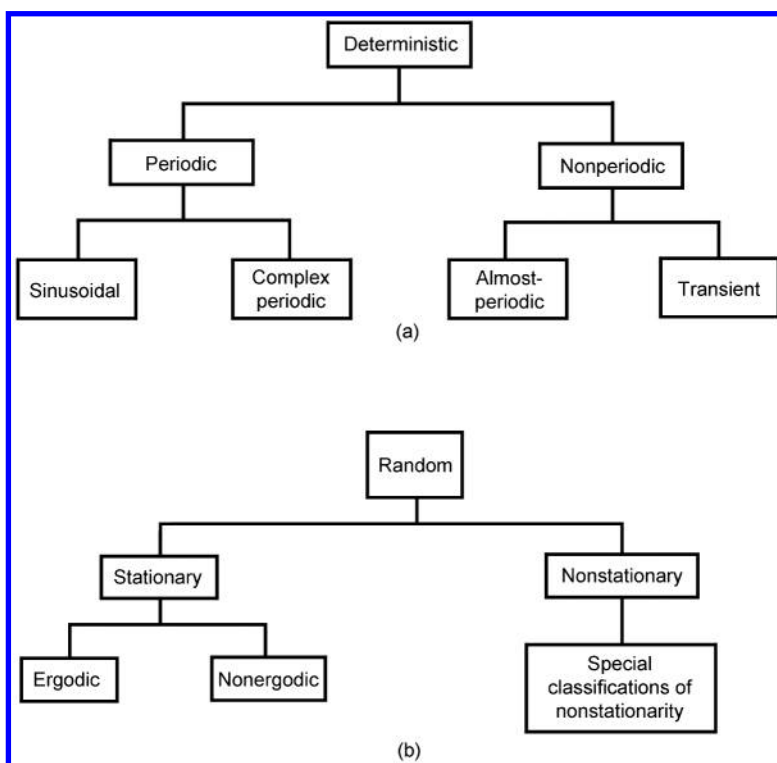 Deterministic
Periodic
Nonperiodic
Sinusoidal
Complex
periodic
Almost-
periodic
Transient
(a)
Random
Stationary
Nonstationary
Ergodic
Nonergodic
Special
classifications of
nonstationarity
(b)